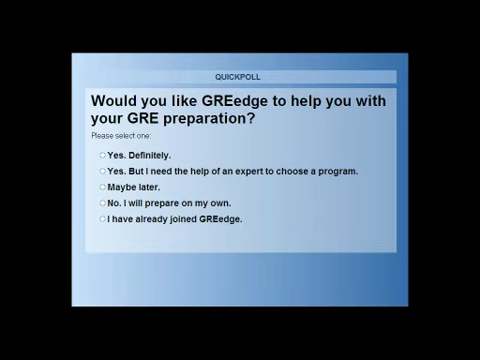 QUICKPOLL
Would you like GREedge to help you with
your GRE preparation?
Please select one:
Yes. Definitely.
Yes. But I need the help of an expert to choose a program.
Maybe later.
No. I will prepare on my own.
I have already joined GREedge.